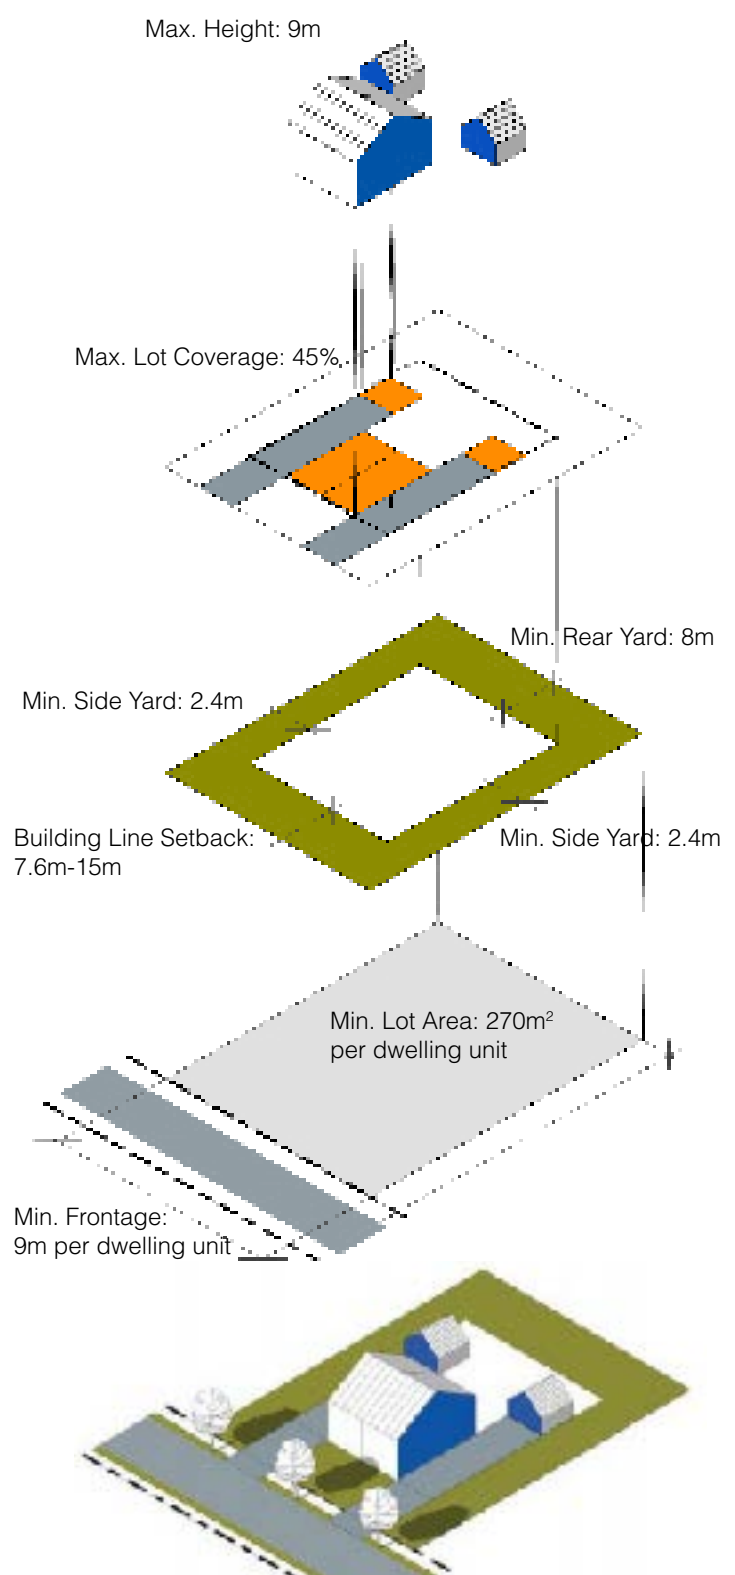 Max. Height: 9m
Max. Lot Coverage: 45%
Min. Rear Yard: 8m
Min. Side Yard: 2.4m
Building Line Setback:
7.6m-15m
Min. Side Yard: 2.4m
Min. Lot Area: 270m²
per dwelling unit
Min. Frontage:
9m per dwelling unit